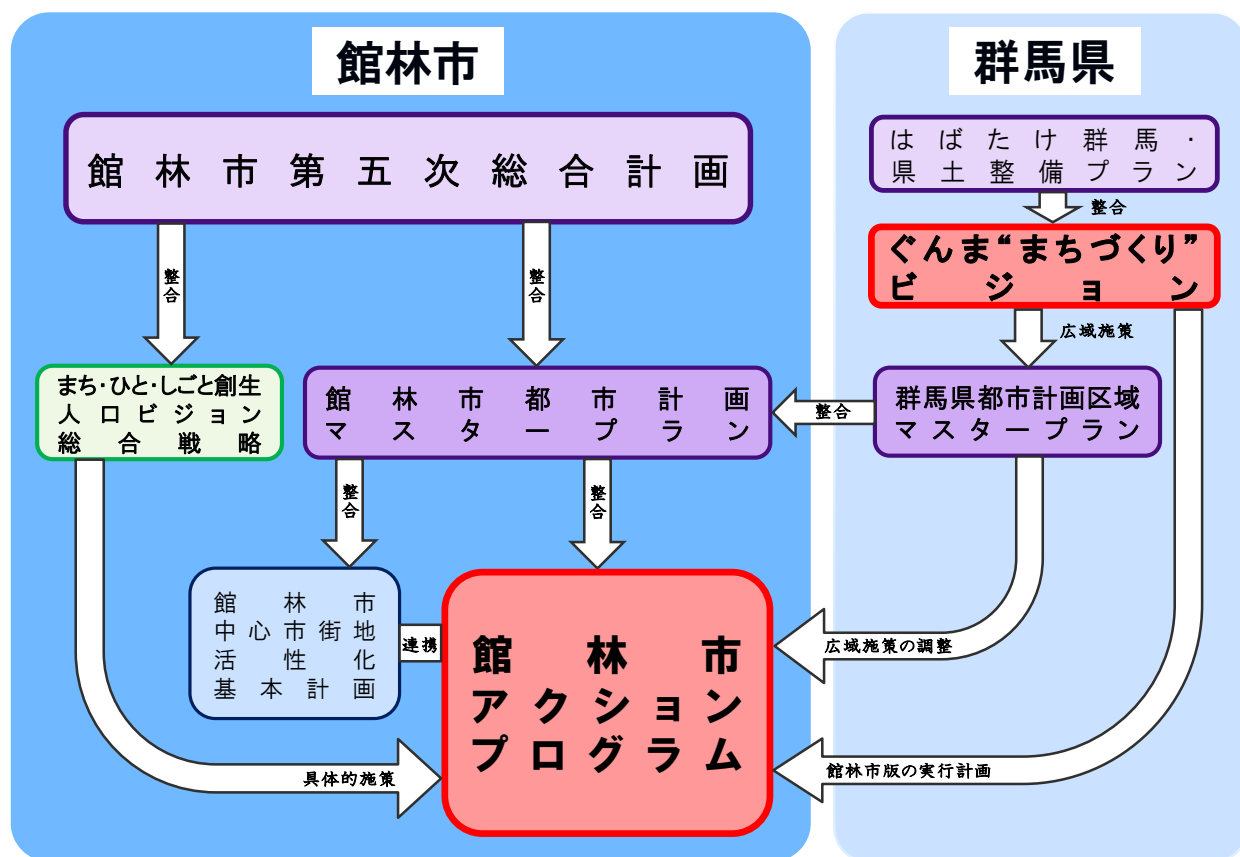 館林市
館林市第五次総合計画
整合
整合
まち・ひと・しごと創生
人口ビジョン
総合戦略
館林市都市計画
マスタープラン
整合
整合
館林市
中心市街地
活性化
基本計画
連携
館林市
アクション
プログラム
具体的施策
群馬県
はばたけ群馬・
県土整備プラン
整合
ぐんま“まちづくり”
ビジョン
広域施策
群馬県都市計画区域
マスタープラン
整合
広域施策の調整
館林市版の実行計画